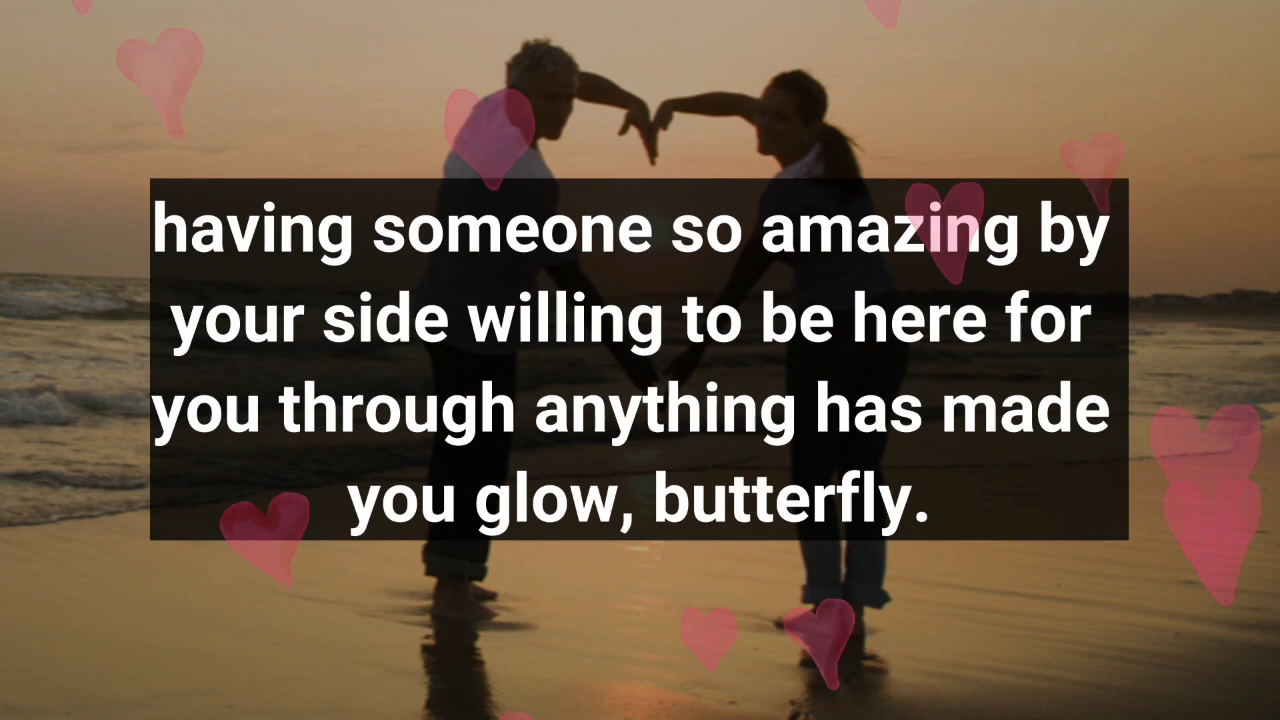 having someone so amazing by
your side willing to be here for
you through anything has made
you glow, butterfly.